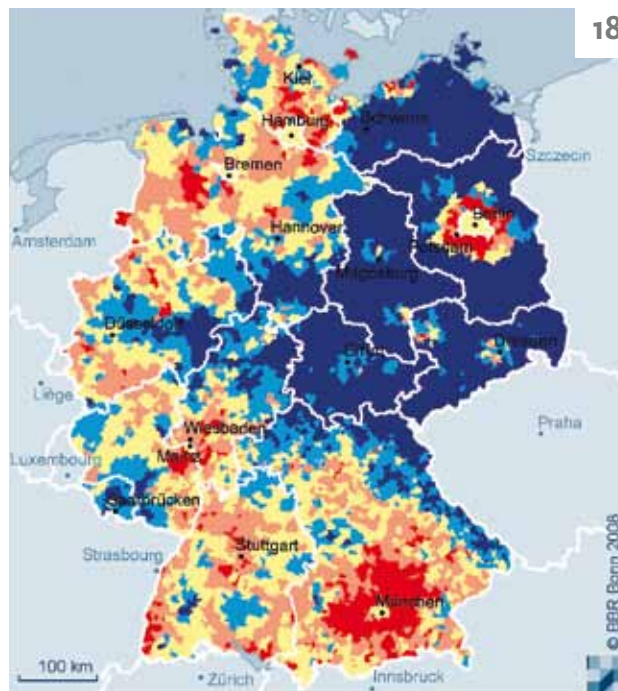 18
Kiel
Hamburg
Schwerin
Szczecin
Bremen
Amsterdam
Hannover
Berlin
Potsdam
Magdeburg
Düsseldorf
Erfurt
Dresden
Liège
Wiesbaden
Mainz
Praha
Luxembourg
Saarbrücken
Strasbourg
Stuttgart
München
100 km
Zürich
Innsbruck
© BBR Bonn 2008